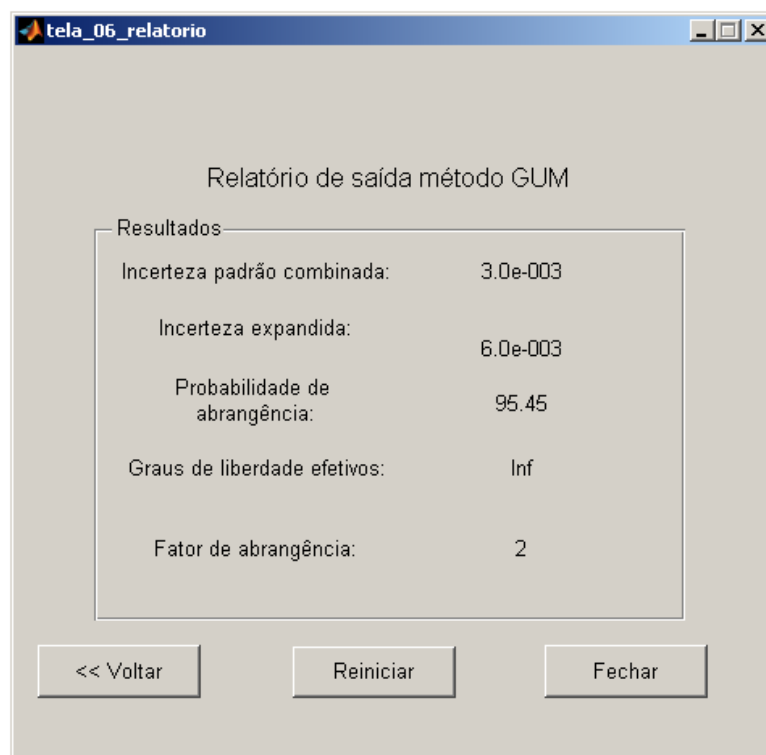 tela_06_relatorio
Relatório de saída método GUM
Resultados
Incerteza padrão combinada: 3.0e-003
Incerteza expandida: 6.0e-003
Probabilidade de
abrangência: 95.45
Graus de liberdade efetivos: Inf
Fator de abrangência: 2
<< Voltar Reiniciar Fechar